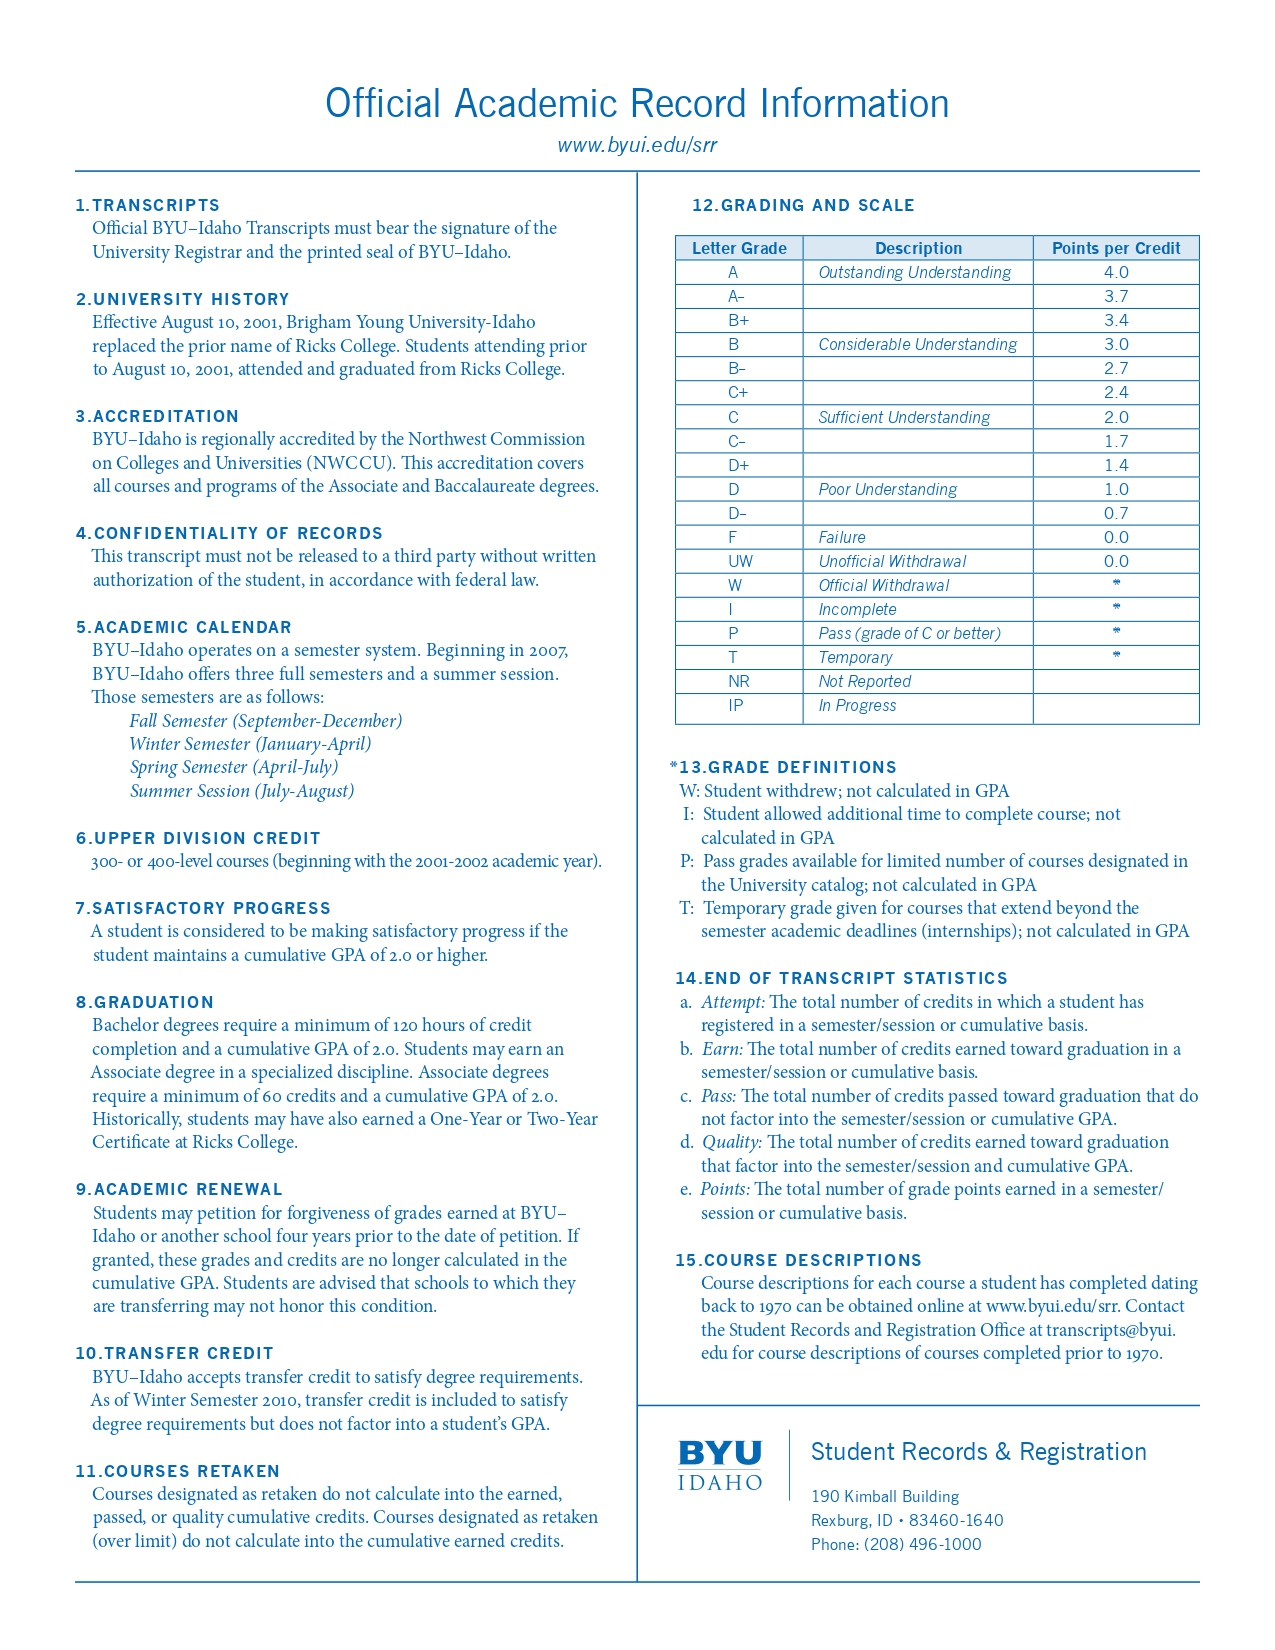 Official Academic Record Information
www.byui.edu/srr
1.TRANSCRIPTS
Official BYU–Idaho Transcripts must bear the signature of the
University Registrar and the printed seal of BYU–Idaho.
2.UNIVERSITY HISTORY
Effective August 10, 2001, Brigham Young University-Idaho
replaced the prior name of Ricks College. Students attending prior
to August 10, 2001, attended and graduated from Ricks College.
3.ACCREDITATION
BYU–Idaho is regionally accredited by the Northwest Commission
on Colleges and Universities (NWCCU). This accreditation covers
all courses and programs of the Associate and Baccalaureate degrees.
4.CONFIDENTIALITY OF RECORDS
This transcript must not be released to a third party without written
authorization of the student, in accordance with federal law.
5.ACADEMIC CALENDAR
BYU–Idaho operates on a semester system. Beginning in 2007,
BYU–Idaho offers three full semesters and a summer session.
Those semesters are as follows:
Fall Semester (September-December)
Winter Semester (January-April)
Spring Semester (April-July)
Summer Session (July-August)
6.UPPER DIVISION CREDIT
300- or 400-level courses (beginning with the 2001-2002 academic year).
7.SATISFACTORY PROGRESS
A student is considered to be making satisfactory progress if the
student maintains a cumulative GPA of 2.0 or higher.
8.GRADUATION
Bachelor degrees require a minimum of 120 hours of credit
completion and a cumulative GPA of 2.0. Students may earn an
Associate degree in a specialized discipline. Associate degrees
require a minimum of 60 credits and a cumulative GPA of 2.0.
Historically, students may have also earned a One-Year or Two-Year
Certificate at Ricks College.
9.ACADEMIC RENEWAL
Students may petition for forgiveness of grades earned at BYU–
Idaho or another school four years prior to the date of petition. If
granted, these grades and credits are no longer calculated in the
cumulative GPA. Students are advised that schools to which they
are transferring may not honor this condition.
10.TRANSFER CREDIT
BYU–Idaho accepts transfer credit to satisfy degree requirements.
As of Winter Semester 2010, transfer credit is included to satisfy
degree requirements but does not factor into a student’s GPA.
11.COURSES RETAKEN
Courses designated as retaken do not calculate into the earned,
passed, or quality cumulative credits. Courses designated as retaken
(over limit) do not calculate into the cumulative earned credits.
12.GRADING AND SCALE
Letter Grade Description Points per Credit
A Outstanding Understanding 4.0
A– 3.7
B+ 3.4
B Considerable Understanding 3.0
B– 2.7
C+ 2.4
C Sufficient Understanding 2.0
C– 1.7
D+ 1.4
D Poor Understanding 1.0
D– 0.7
F Failure 0.0
UW Unofficial Withdrawal 0.0
W Official Withdrawal *
I Incomplete *
P Pass (grade of C or better) *
T Temporary *
NR Not Reported
IP In Progress
*13.GRADE DEFINITIONS
W: Student withdrew; not calculated in GPA
I: Student allowed additional time to complete course; not
calculated in GPA
P: Pass grades available for limited number of courses designated in
the University catalog; not calculated in GPA
T: Temporary grade given for courses that extend beyond the
semester academic deadlines (internships); not calculated in GPA
14.END OF TRANSCRIPT STATISTICS
a. Attempt: The total number of credits in which a student has
registered in a semester/session or cumulative basis.
b. Earn: The total number of credits earned toward graduation in a
semester/session or cumulative basis.
c. Pass: The total number of credits passed toward graduation that do
not factor into the semester/session or cumulative GPA.
d. Quality: The total number of credits earned toward graduation
that factor into the semester/session and cumulative GPA.
e. Points: The total number of grade points earned in a semester/
session or cumulative basis.
15.COURSE DESCRIPTIONS
Course descriptions for each course a student has completed dating
back to 1970 can be obtained online at www.byui.edu/srr. Contact
the Student Records and Registration Office at transcripts@byui.
edu for course descriptions of courses completed prior to 1970.
BYU
IDAHO
Student Records & Registration
190 Kimball Building
Rexburg, ID • 83460-1640
Phone: (208) 496-1000